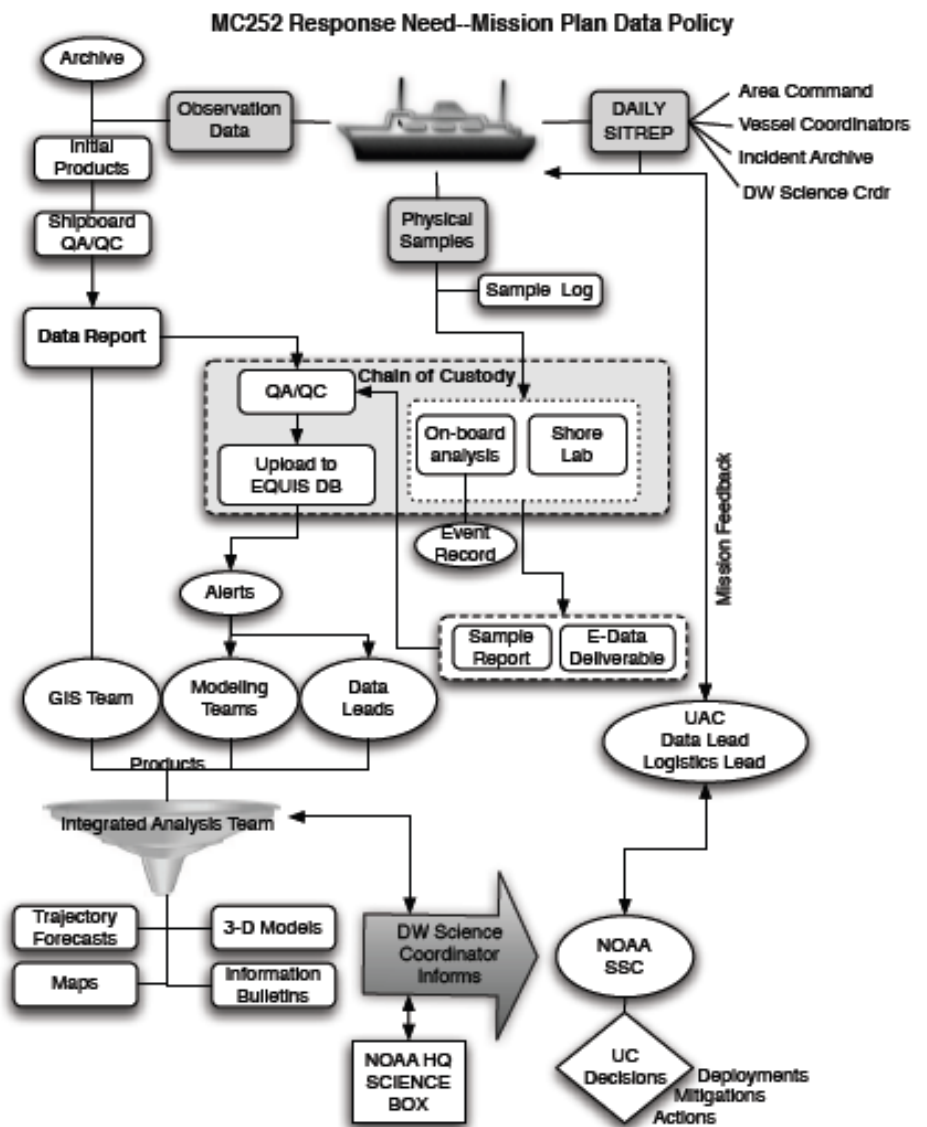 MC252 Response Need--Mission Plan Data Policy
Archive
Observation
Data
DAILY
SITREP
Area Command
Vessel Coordinators
Incident Archive
DW Science Crdr
Initial
Products
Shipboard
QA/QC
Physical
Samples
Sample Log
Data Report
Chain of Custody
QA/QC
Upload to
EQUIS DB
On-board
analysis
Shore
Lab
Event
Record
Mission Feedback
Alerts
Sample
Report
E-Data
Deliverable
GIS Team
Modeling
Teams
Data
Leads
UAC
Data Lead
Logistics Lead
Products
Integrated Analysis Team
Trajectory
Forecasts
3-D Models
Maps
Information
Bulletins
DW Science
Coordinator
Informs
NOAA
SSC
NOAA HQ
SCIENCE
BOX
UC
Decisions
Deployments
Mitigations
Actions